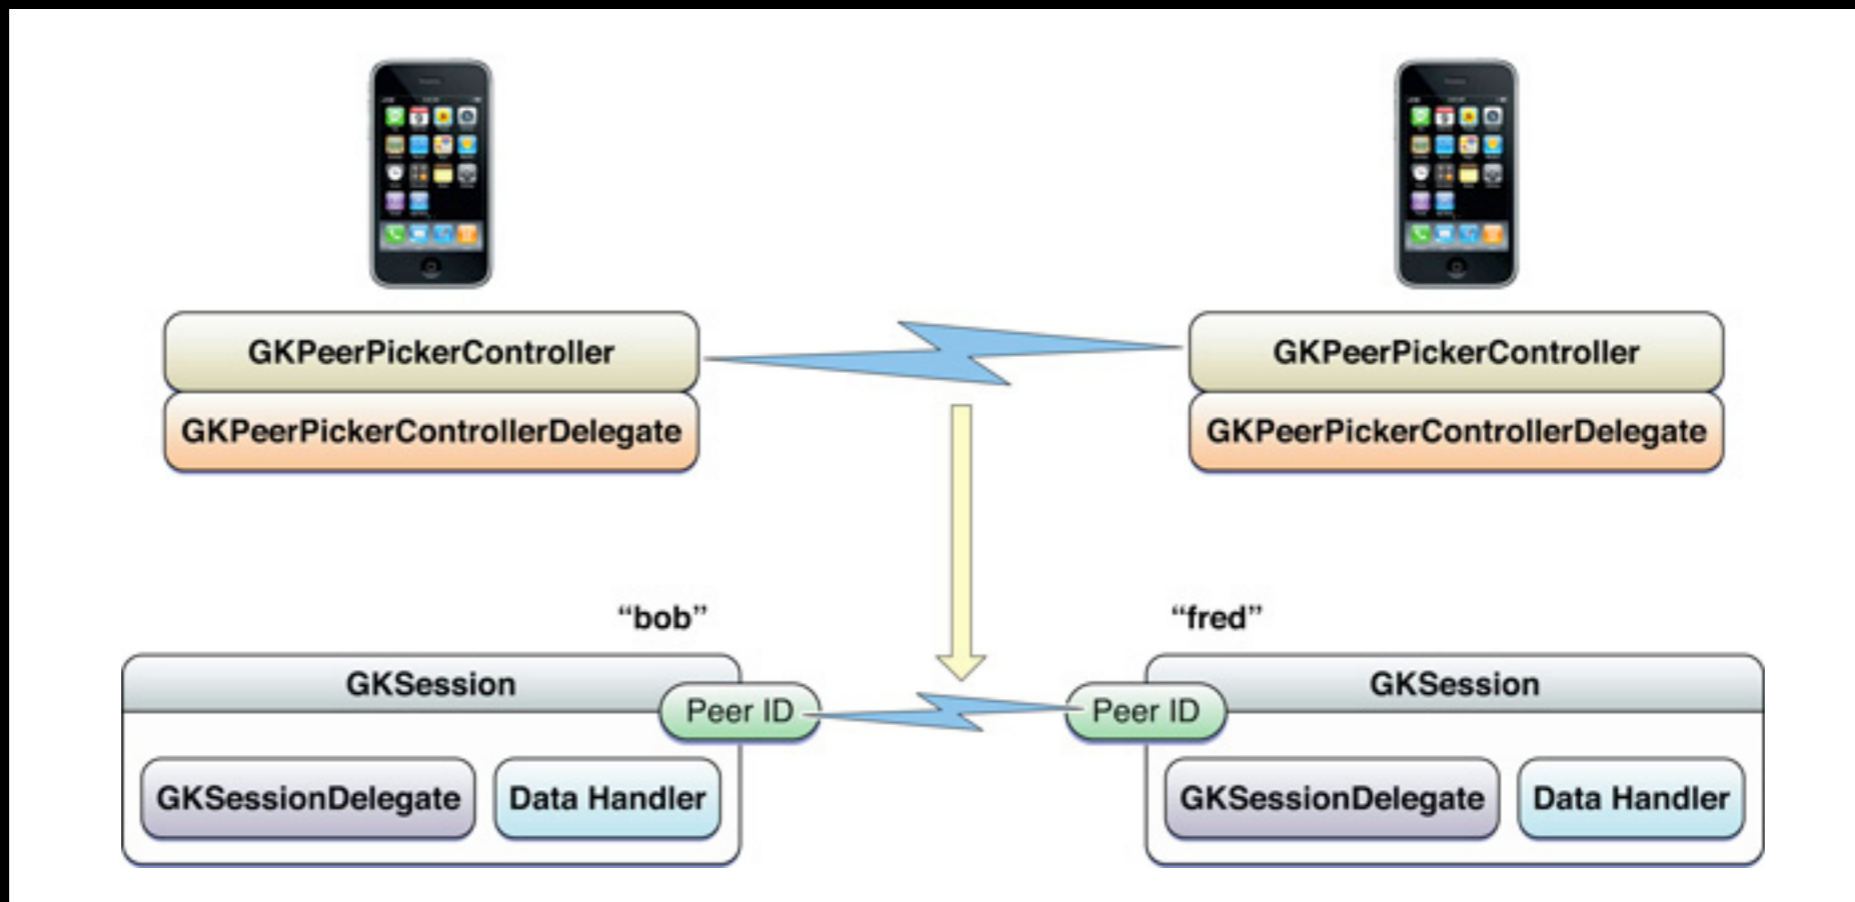 GKPeerPickerController
GKPeerPickerController
GKPeerPickerControllerDelegate
GKPeerPickerControllerDelegate
“bob”
“fred”
GKSession
GKSession
Peer ID
Peer ID
GKSessionDelegate
Data Handler
GKSessionDelegate
Data Handler